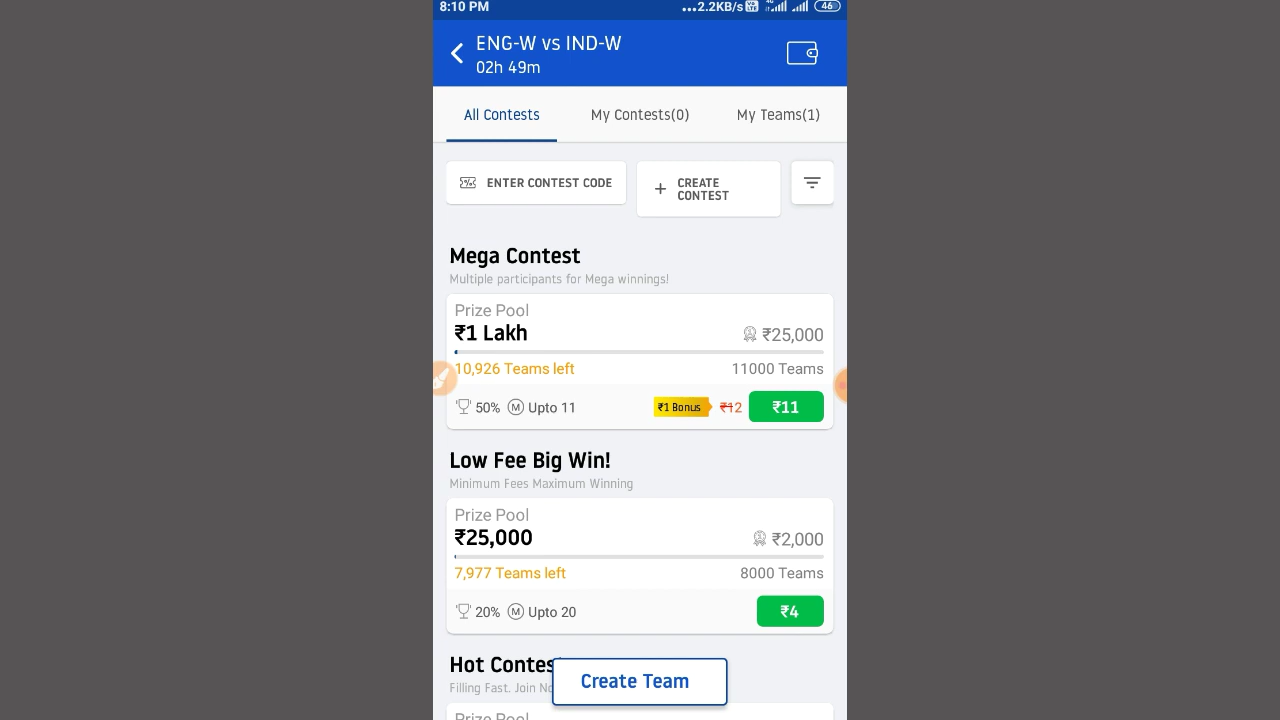 8:10 PM
...2.2KB/s 4G 46
ENG-W vs IND-W
02h 49m
All Contests My Contests(0) My Teams(1)
ENTER CONTEST CODE
+ CREATE
CONTEST
Mega Contest
Multiple participants for Mega winnings!
Prize Pool
₹1 Lakh ₹25,000
10,926 Teams left 11000 Teams
50% M Upto 11 ₹1 Bonus ₹12 ₹11
Low Fee Big Win!
Minimum Fees Maximum Winning
Prize Pool
₹25,000 ₹2,000
7,977 Teams left 8000 Teams
20% M Upto 20 ₹4
Hot Contes
Filling Fast. Join No
Create Team
Prize Pool